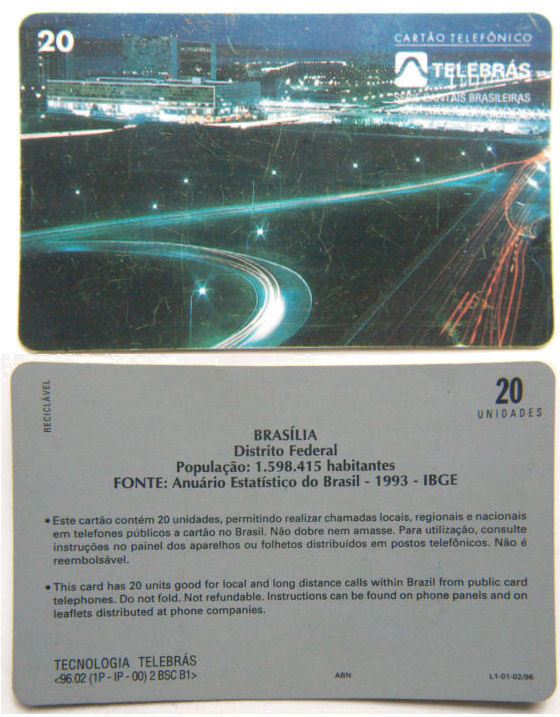 20
CARTÃO TELEFÔNICO
TELEBRÁS
SÉRIE CAPITAIS BRASILEIRAS
RECICLÁVEL
20
UNIDADES
BRASÍLIA
Distrito Federal
População: 1.598.415 habitantes
FONTE: Anuário Estatístico do Brasil - 1993 - IBGE
• Este cartão contém 20 unidades, permitindo realizar chamadas locais, regionais e nacionais
em telefones públicos a cartão no Brasil. Não dobre nem amasse. Para utilização, consulte
instruções no painel dos aparelhos ou folhetos distribuídos em postos telefônicos. Não é
reembolsável.
• This card has 20 units good for local and long distance calls within Brazil from public card
telephones. Do not fold. Not refundable. Instructions can be found on phone panels and on
leaflets distributed at phone companies.
TECNOLOGIA TELEBRÁS
<96.02 (1P - IP - 00) 2 BSC B1>
ABN
L1-01-02/96